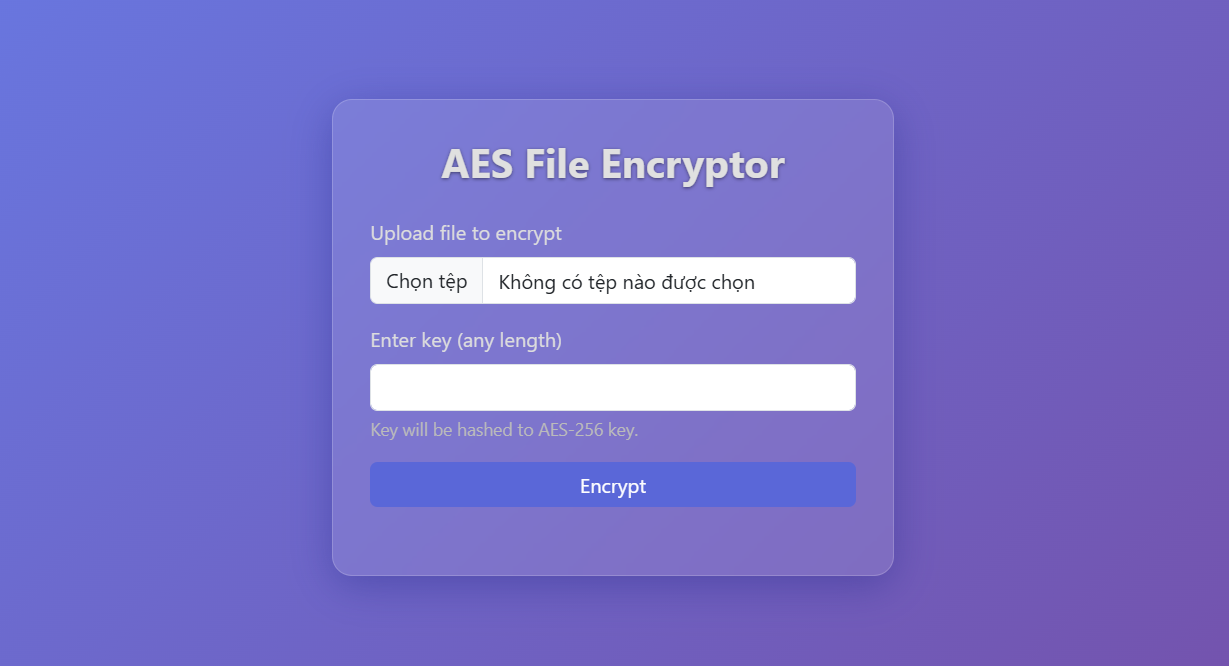 AES File Encryptor
Upload file to encrypt
Chọn tệp Không có tệp nào được chọn
Enter key (any length)
Key will be hashed to AES-256 key.
Encrypt